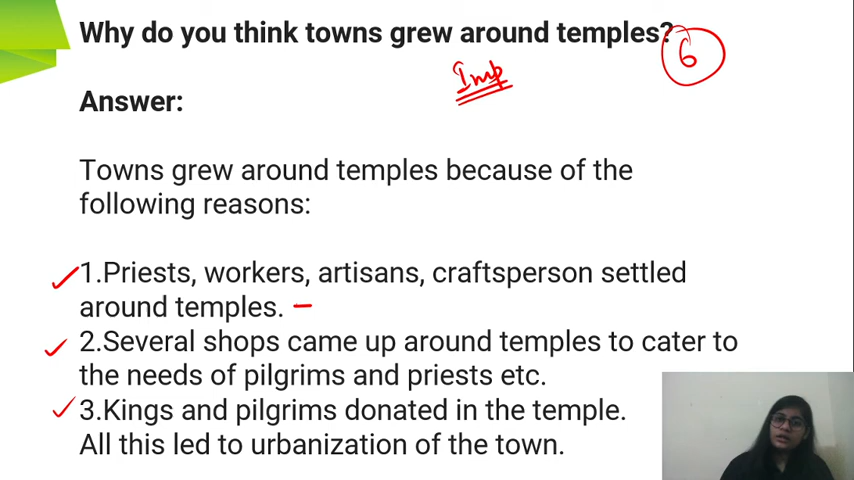 Why do you think towns grew around temples?
6
Imp
Answer:
Towns grew around temples because of the
following reasons:
1.Priests, workers, artisans, craftsperson settled
around temples.
2.Several shops came up around temples to cater to
the needs of pilgrims and priests etc.
3.Kings and pilgrims donated in the temple.
All this led to urbanization of the town.